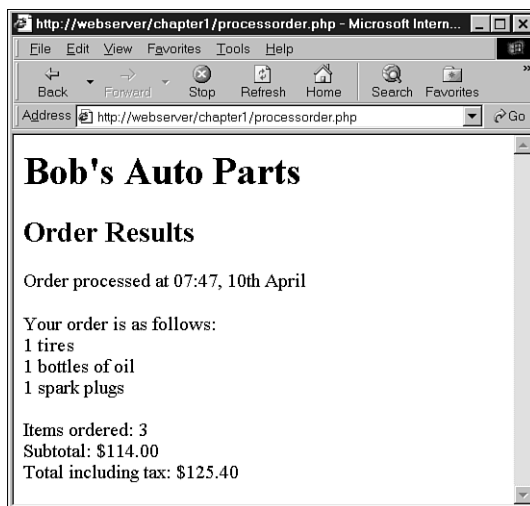 http://webserver/chapter1/processorder.php - Microsoft Intern...
File Edit View Favorites Tools Help
Back Forward Stop Refresh Home Search Favorites »
Address http://webserver/chapter1/processorder.php Go
Bob's Auto Parts
Order Results
Order processed at 07:47, 10th April
Your order is as follows:
1 tires
1 bottles of oil
1 spark plugs
Items ordered: 3
Subtotal: $114.00
Total including tax: $125.40